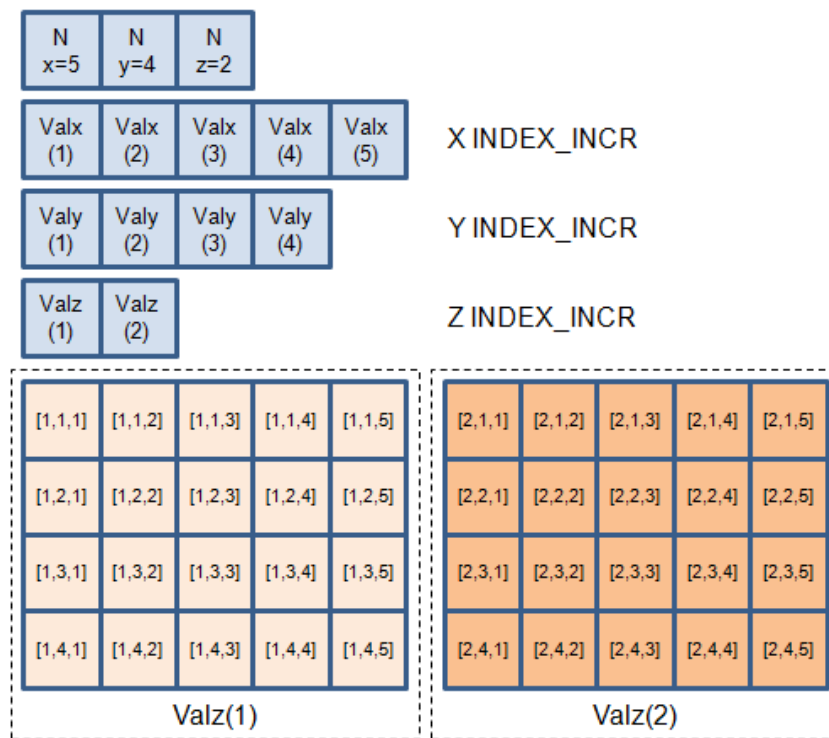 N N N
x=5 y=4 z=2
Valx Valx Valx Valx Valx
(1) (2) (3) (4) (5)
X INDEX_INCR
Valy Valy Valy Valy
(1) (2) (3) (4)
Y INDEX_INCR
Valz Valz
(1) (2)
Z INDEX_INCR
[1,1,1] [1,1,2] [1,1,3] [1,1,4] [1,1,5]
[1,2,1] [1,2,2] [1,2,3] [1,2,4] [1,2,5]
[1,3,1] [1,3,2] [1,3,3] [1,3,4] [1,3,5]
[1,4,1] [1,4,2] [1,4,3] [1,4,4] [1,4,5]
Valz(1)
[2,1,1] [2,1,2] [2,1,3] [2,1,4] [2,1,5]
[2,2,1] [2,2,2] [2,2,3] [2,2,4] [2,2,5]
[2,3,1] [2,3,2] [2,3,3] [2,3,4] [2,3,5]
[2,4,1] [2,4,2] [2,4,3] [2,4,4] [2,4,5]
Valz(2)